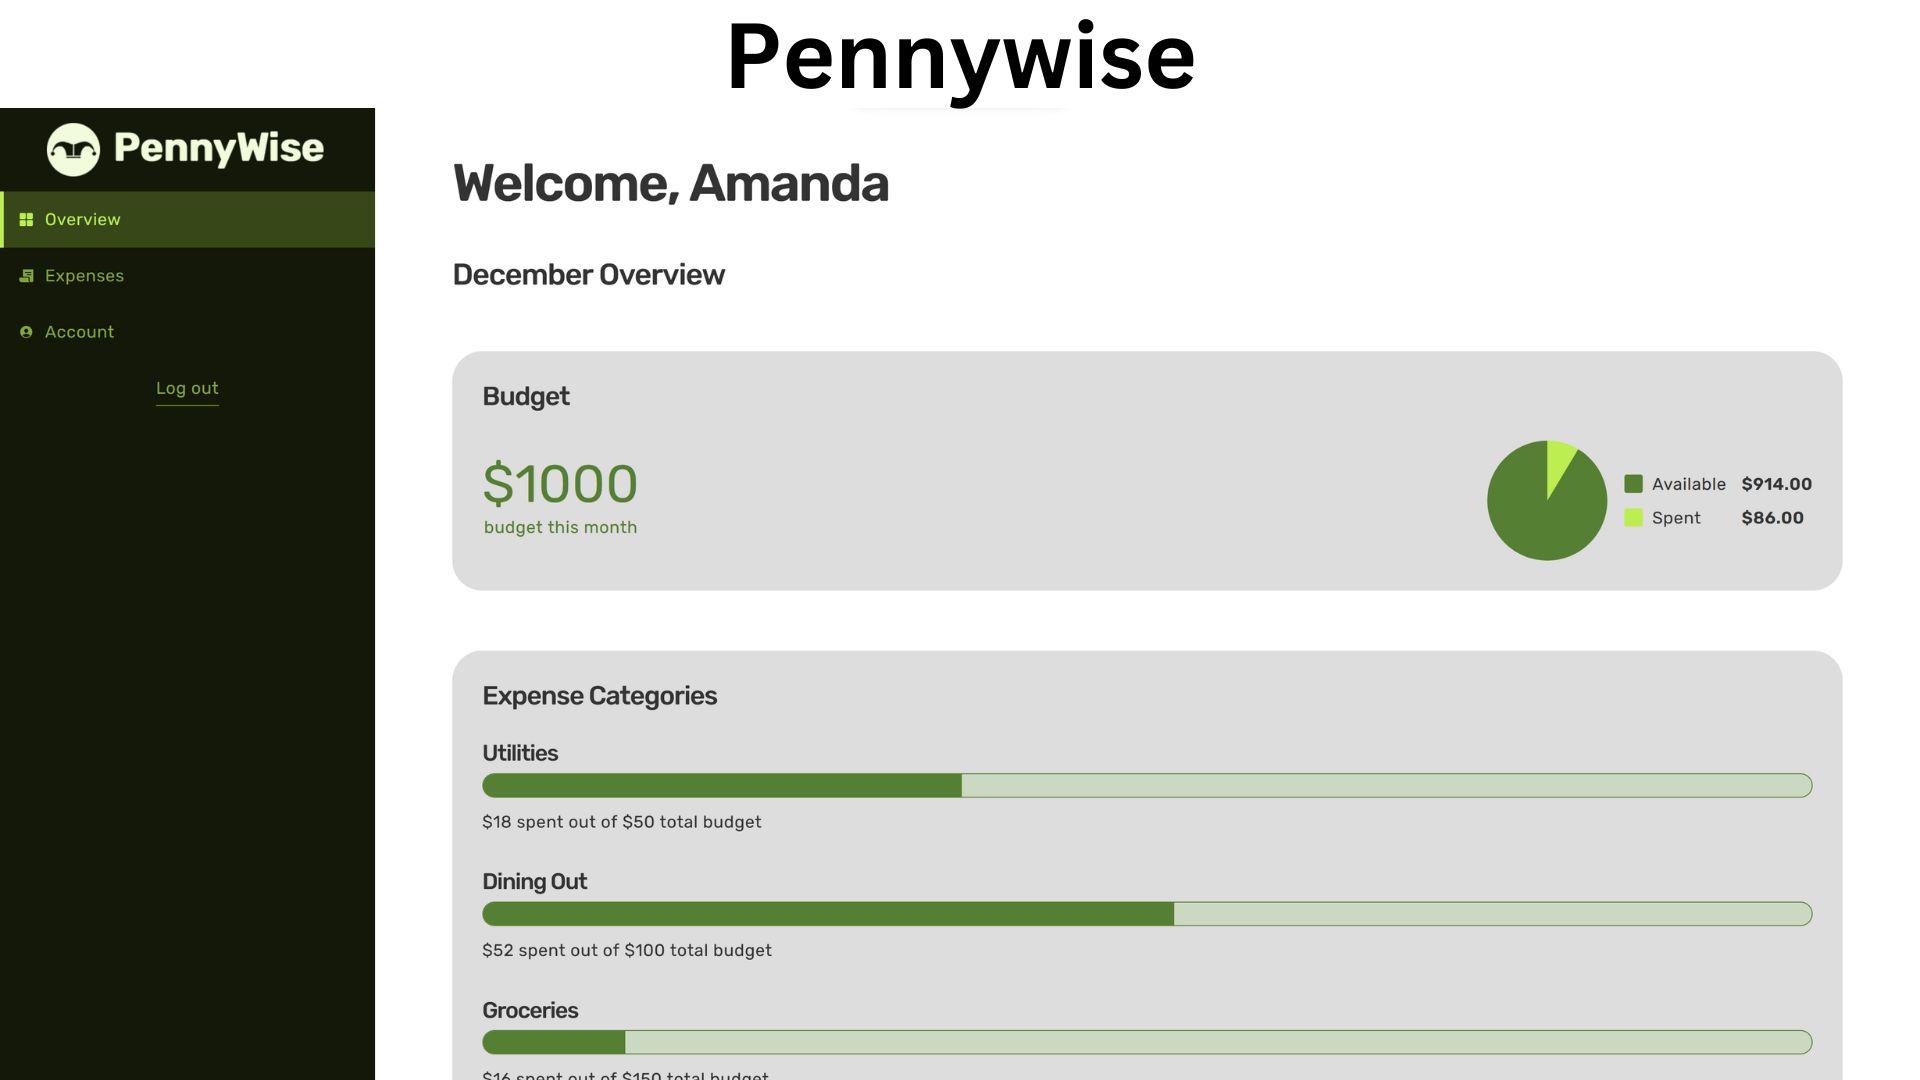 Pennywise
PennyWise
Overview
Expenses
Account
Log out
Welcome, Amanda
December Overview
Budget
$1000
budget this month
Available $914.00
Spent $86.00
Expense Categories
Utilities
$18 spent out of $50 total budget
Dining Out
$52 spent out of $100 total budget
Groceries
$16 spent out of $150 total budget